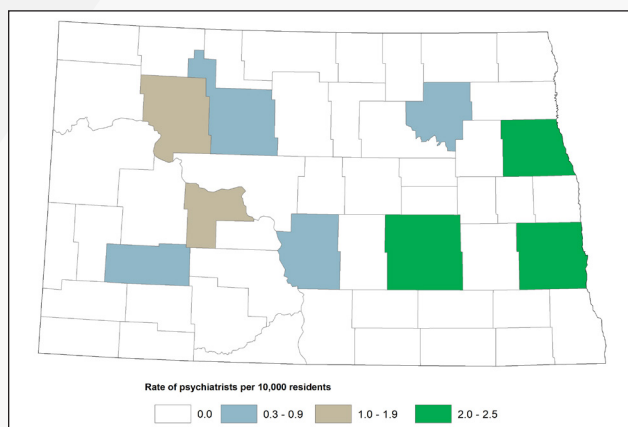 Rate of psychiatrists per 10,000 residents
0.0 0.3 - 0.9 1.0 - 1.9 2.0 - 2.5